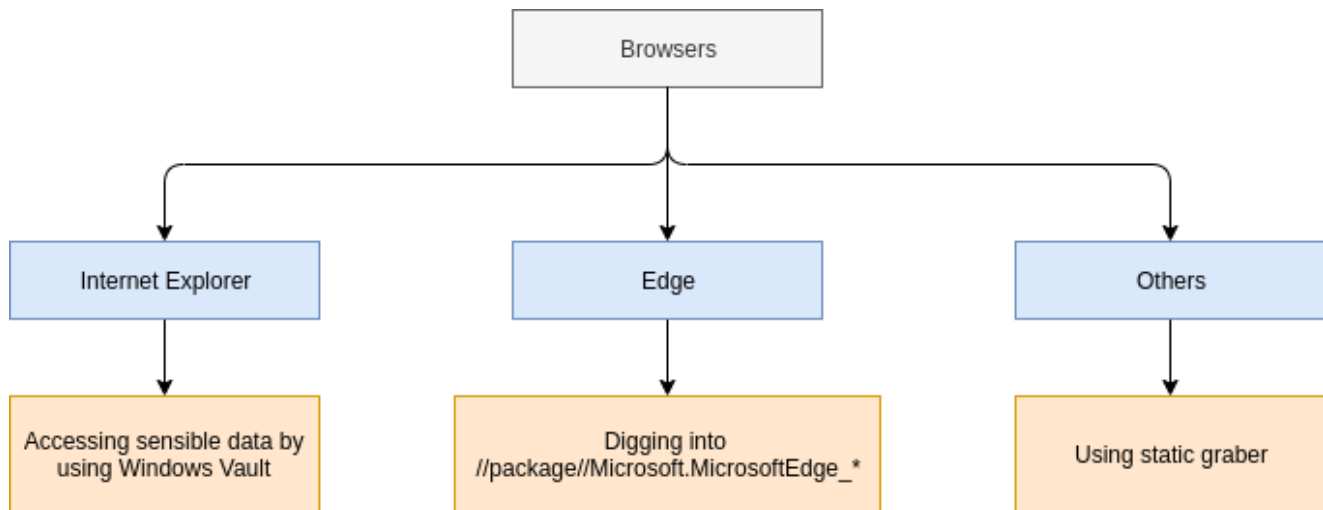 Browsers
Internet Explorer
Edge
Others
Accessing sensible data by
using Windows Vault
Digging into
//package//Microsoft.MicrosoftEdge_*
Using static graber